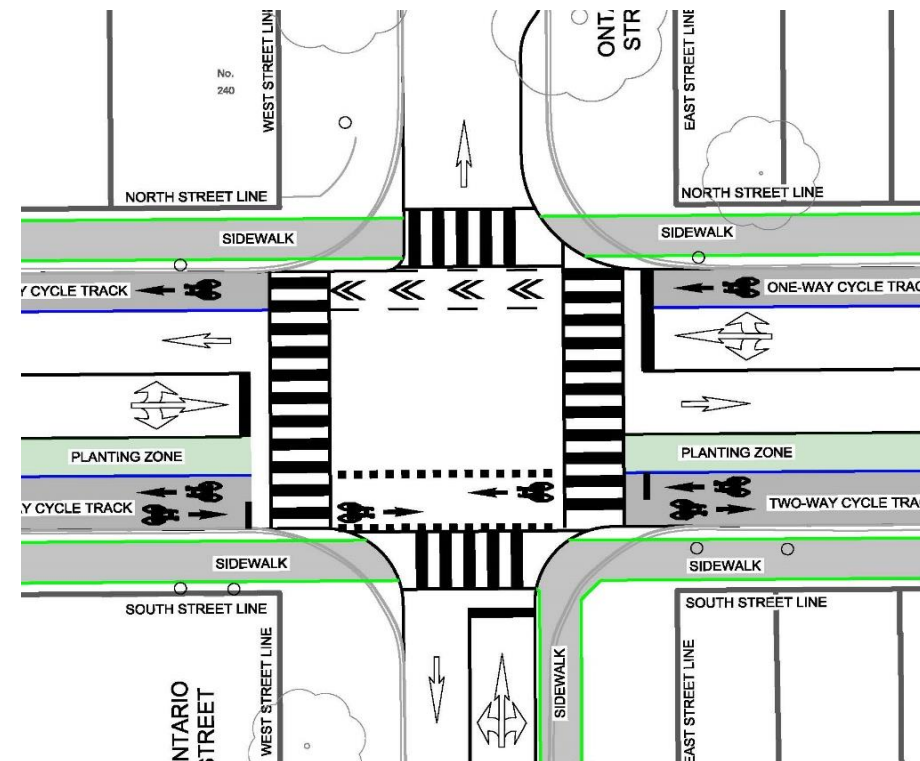 ONT
STR
No.
240
WEST STREET LINE
EAST STREET LINE
NORTH STREET LINE
NORTH STREET LINE
SIDEWALK
SIDEWALK
Y CYCLE TRACK
ONE-WAY CYCLE TRAC
PLANTING ZONE
PLANTING ZONE
Y CYCLE TRACK
TWO-WAY CYCLE TRA
SIDEWALK
SIDEWALK
SOUTH STREET LINE
SOUTH STREET LINE
NTARIO
STREET
WEST STREET LINE
SIDEWALK
EAST STREET LINE